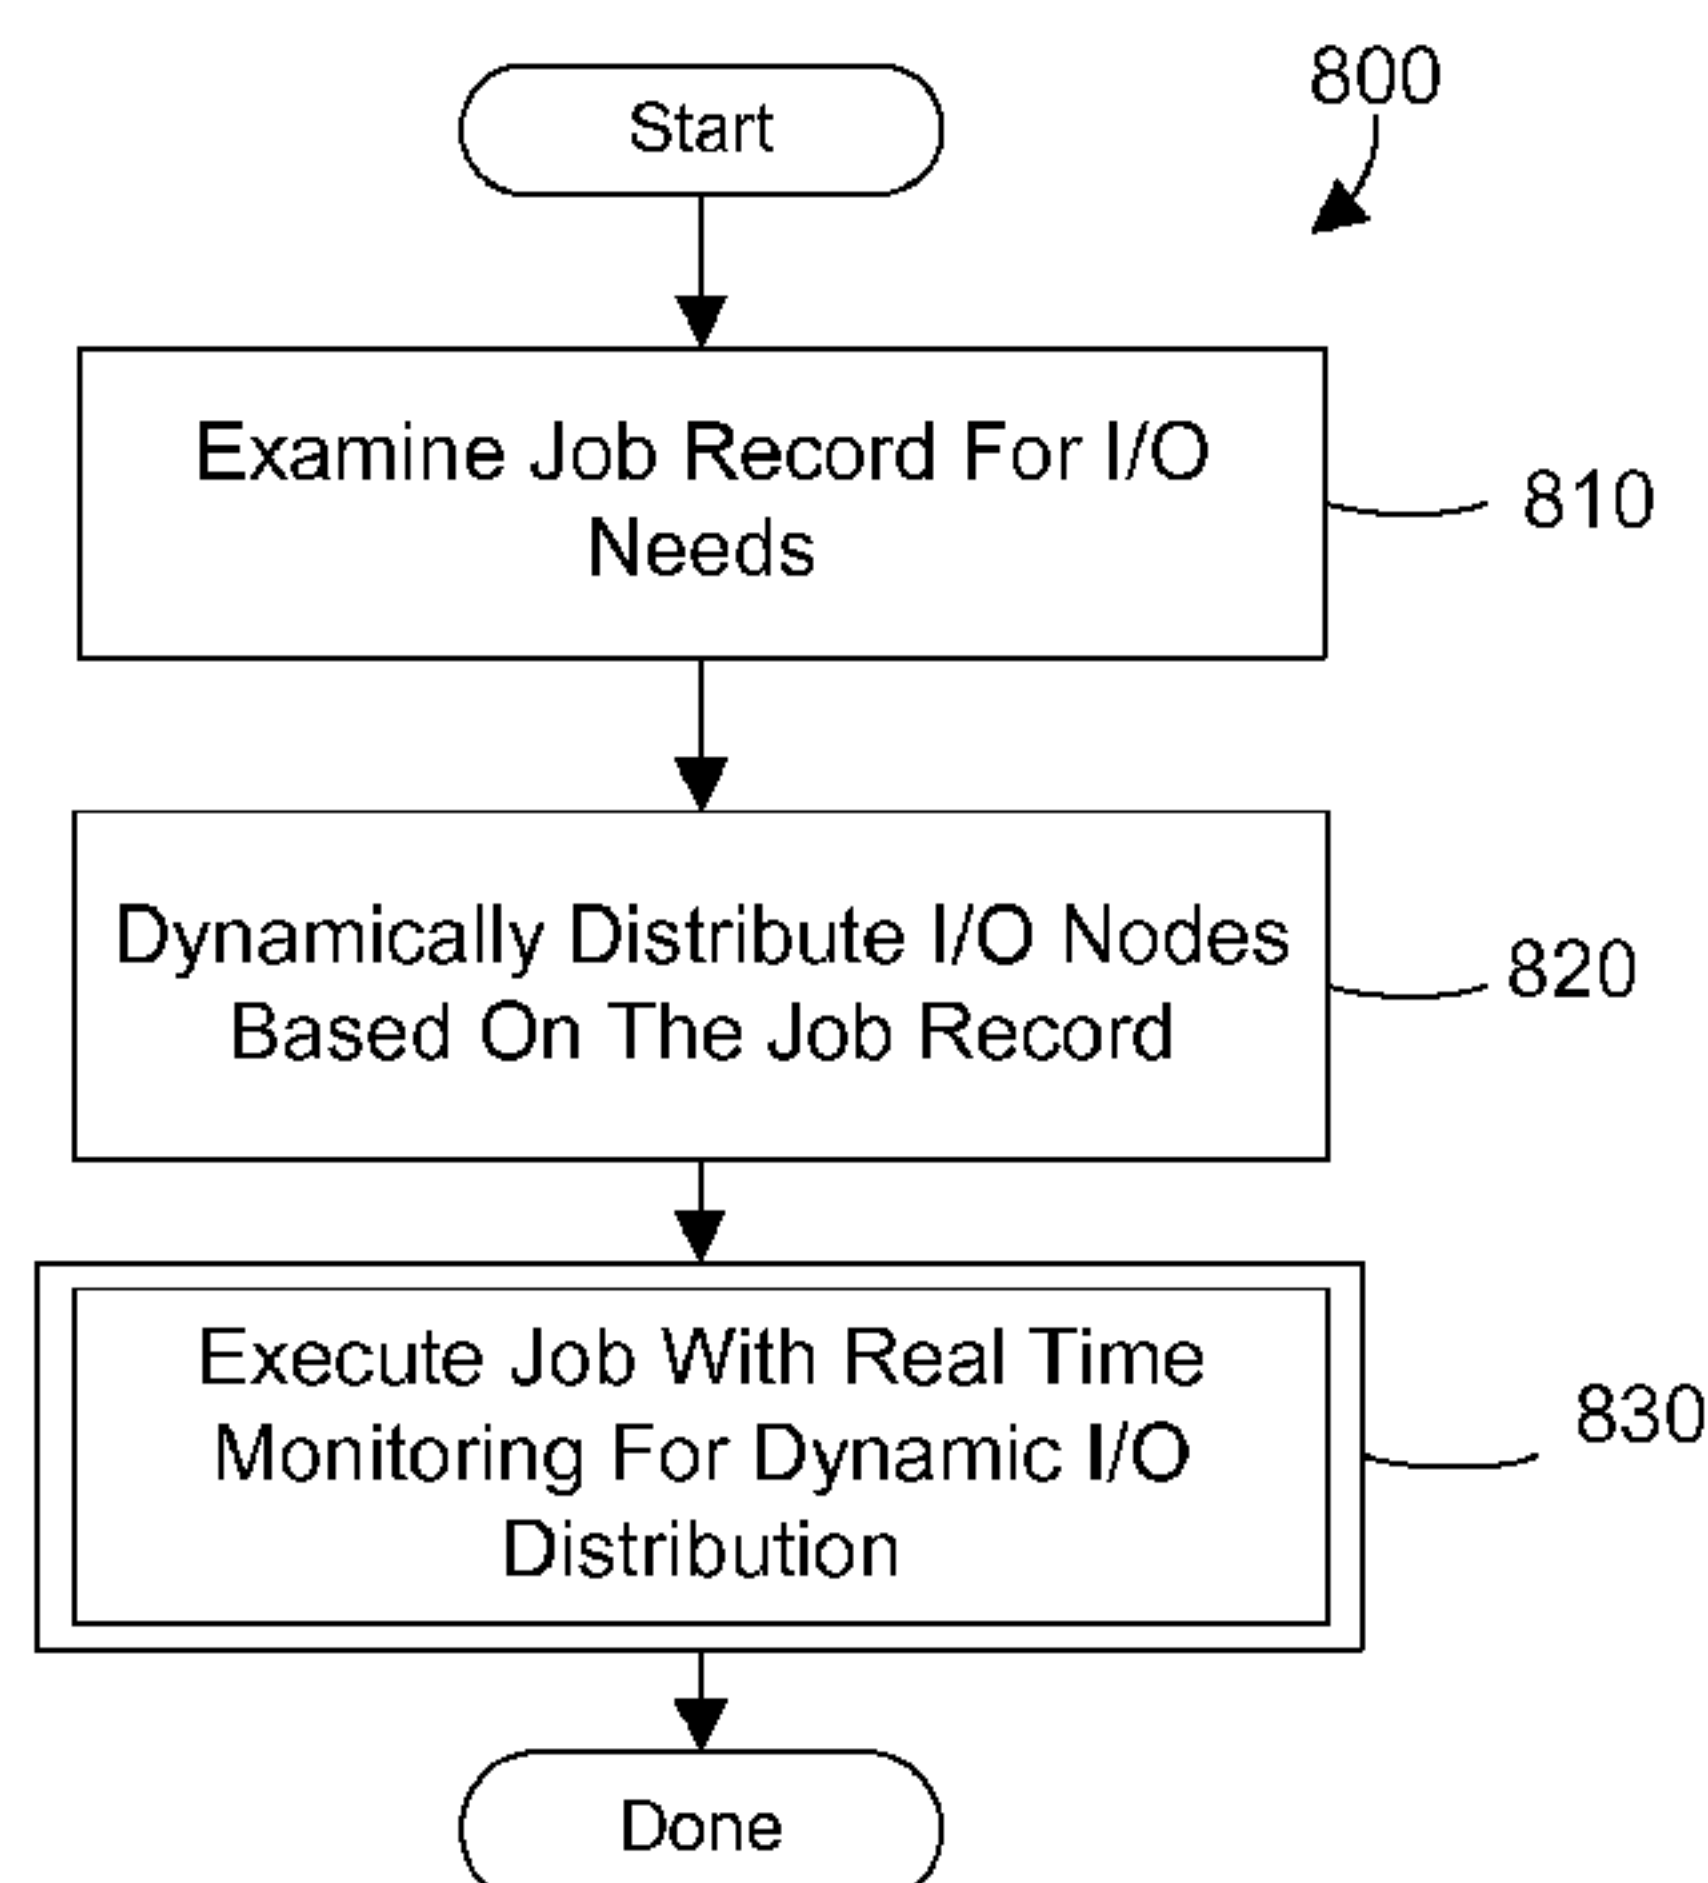 Start
800
Examine Job Record For I/O
Needs
810
Dynamically Distribute I/O Nodes
Based On The Job Record
820
Execute Job With Real Time
Monitoring For Dynamic I/O
Distribution
830
Done